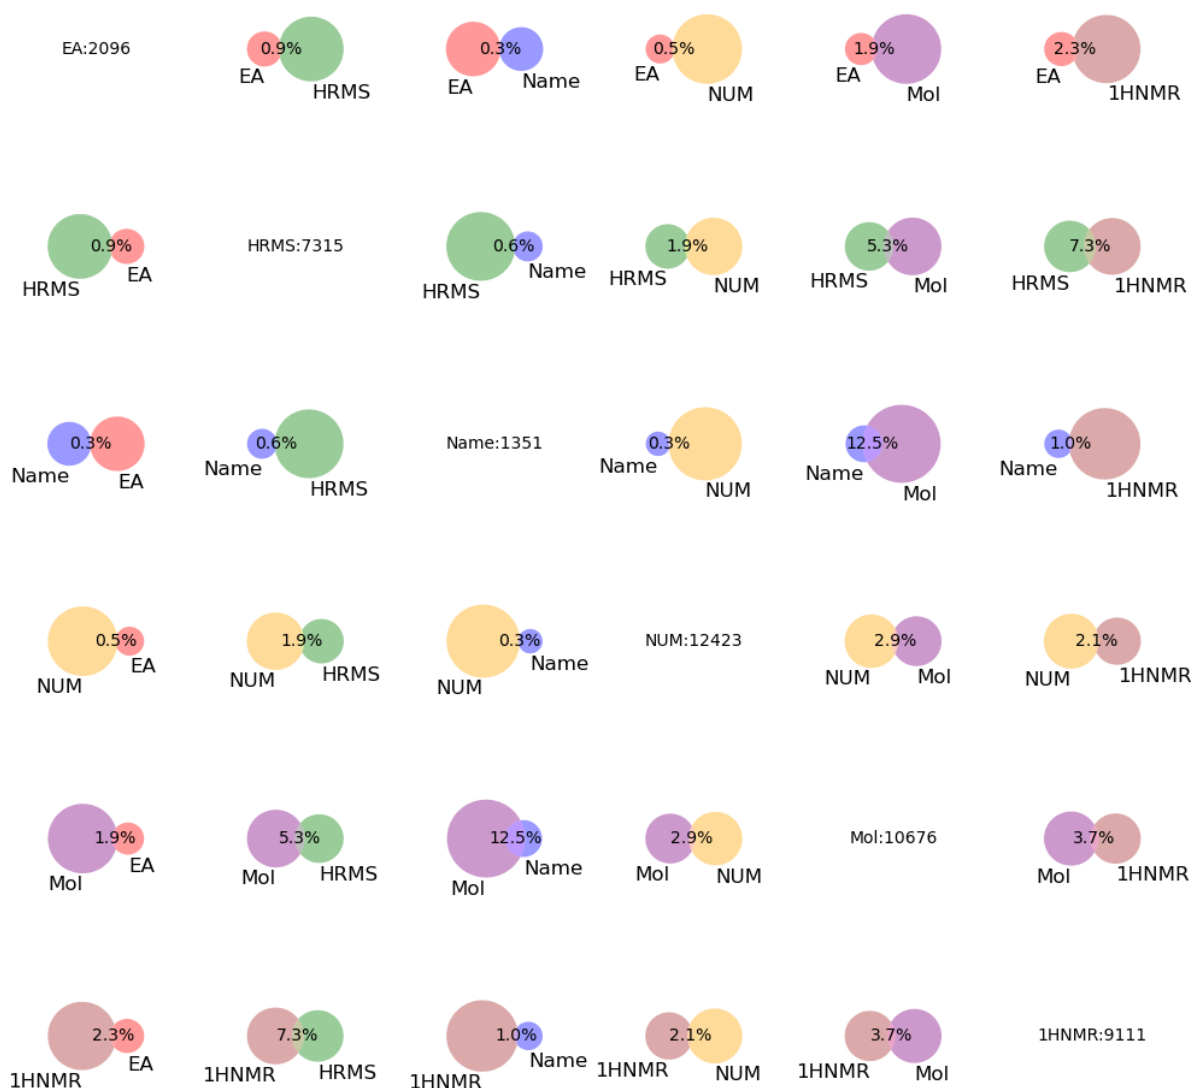 EA:2096
0.9%
EA
HRMS
0.3%
EA
Name
0.5%
EA
NUM
1.9%
EA
Mol
2.3%
EA
1HNMR
0.9%
HRMS
EA
HRMS:7315
0.6%
HRMS
Name
1.9%
HRMS
NUM
5.3%
HRMS
Mol
7.3%
HRMS
1HNMR
0.3%
Name
EA
0.6%
Name
HRMS
Name:1351
0.3%
Name
NUM
12.5%
Name
Mol
1.0%
Name
1HNMR
0.5%
NUM
EA
1.9%
NUM
HRMS
0.3%
NUM
Name
NUM:12423
2.9%
NUM
Mol
2.1%
NUM
1HNMR
1.9%
Mol
EA
5.3%
Mol
HRMS
12.5%
Mol
Name
2.9%
Mol
NUM
Mol:10676
3.7%
Mol
1HNMR
2.3%
1HNMR
EA
7.3%
1HNMR
HRMS
1.0%
1HNMR
Name
2.1%
1HNMR
NUM
3.7%
1HNMR
Mol
1HNMR:9111